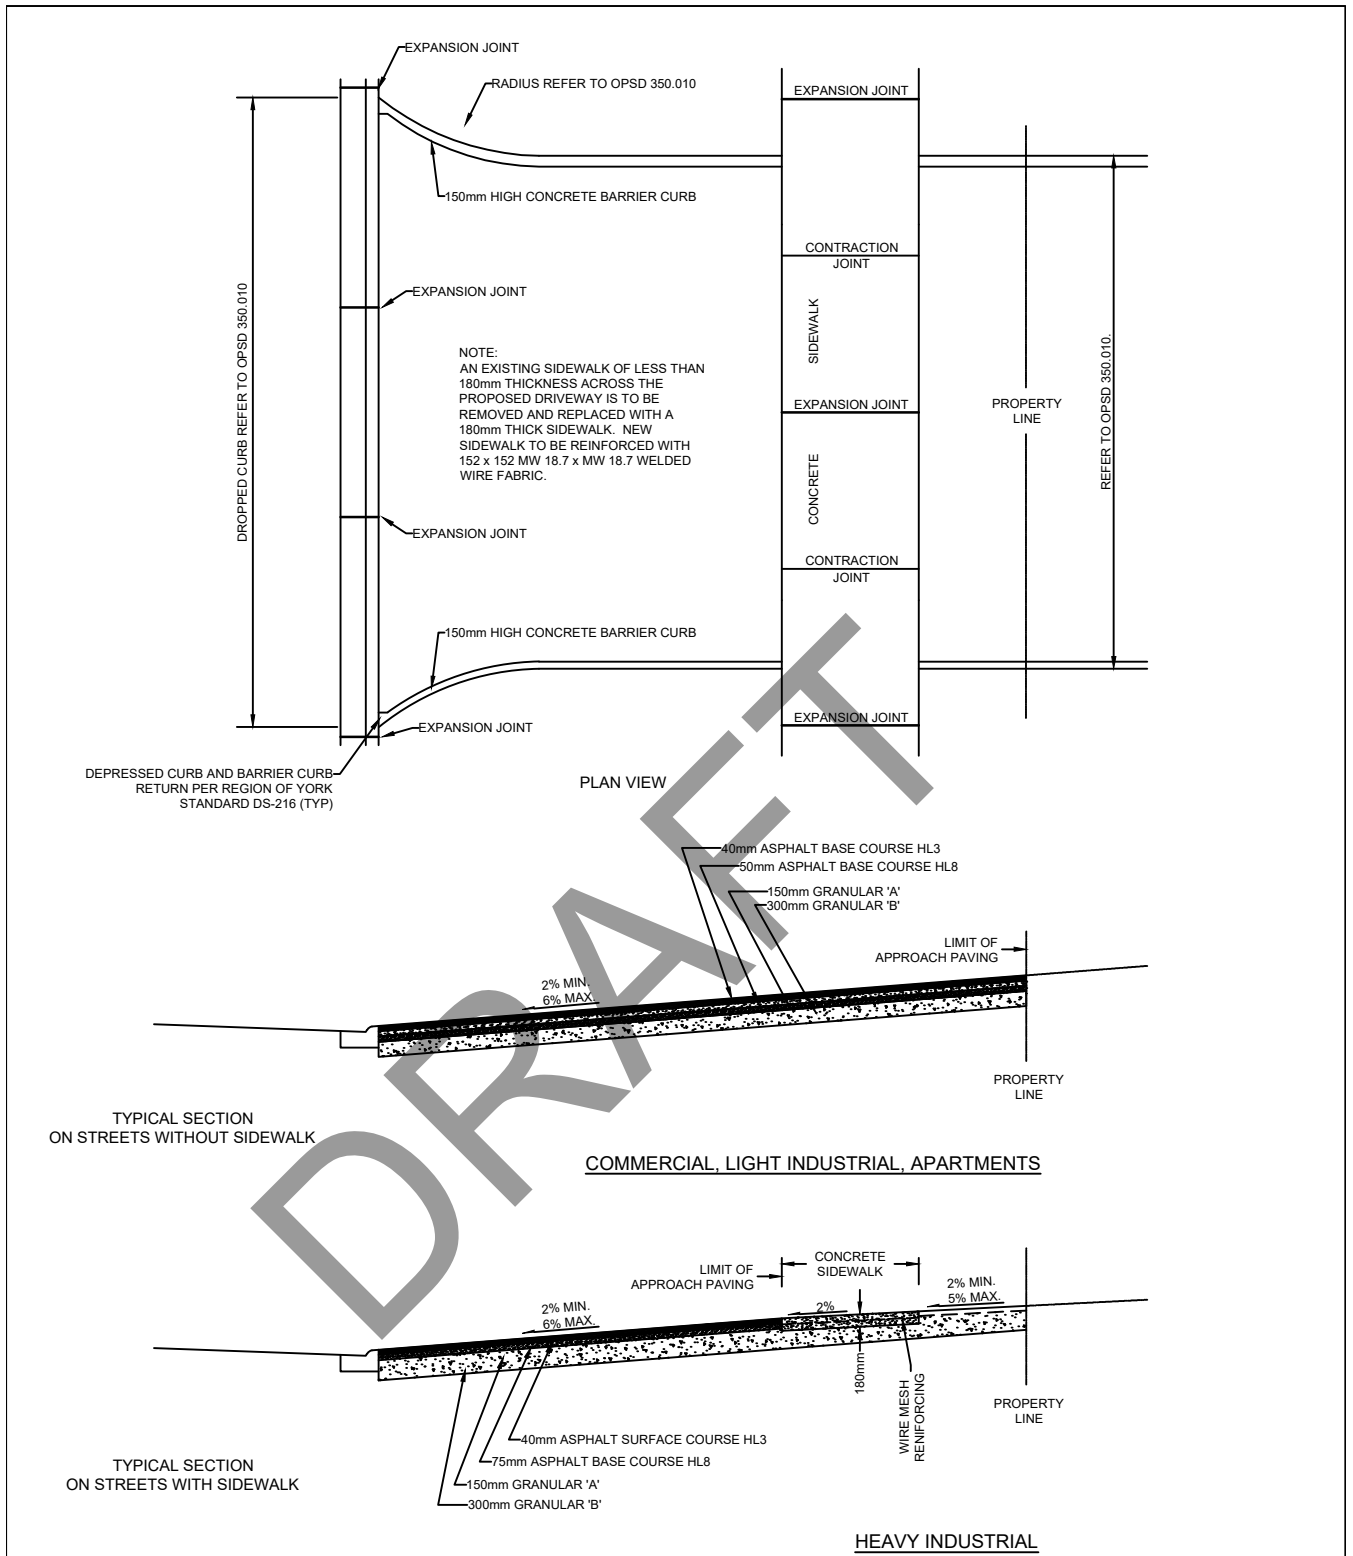 EXPANSION JOINT
RADIUS REFER TO OPSD 350.010
EXPANSION JOINT
150mm HIGH CONCRETE BARRIER CURB
CONTRACTION
JOINT
EXPANSION JOINT
DROPPED CURB REFER TO OPSD 350.010
SIDEWALK
NOTE:
AN EXISTING SIDEWALK OF LESS THAN
180mm THICKNESS ACROSS THE
PROPOSED DRIVEWAY IS TO BE
REMOVED AND REPLACED WITH A
180mm THICK SIDEWALK. NEW
SIDEWALK TO BE REINFORCED WITH
152 x 152 MW 18.7 x MW 18.7 WELDED
WIRE FABRIC.
EXPANSION JOINT
PROPERTY
LINE
REFER TO OPSD 350.010.
CONCRETE
EXPANSION JOINT
CONTRACTION
JOINT
150mm HIGH CONCRETE BARRIER CURB
EXPANSION JOINT
EXPANSION JOINT
DEPRESSED CURB AND BARRIER CURB
RETURN PER REGION OF YORK
STANDARD DS-216 (TYP)
PLAN VIEW
DRAFT
40mm ASPHALT BASE COURSE HL3
50mm ASPHALT BASE COURSE HL8
150mm GRANULAR 'A'
300mm GRANULAR 'B'
LIMIT OF
APPROACH PAVING
2% MIN.
6% MAX.
PROPERTY
LINE
TYPICAL SECTION
ON STREETS WITHOUT SIDEWALK
COMMERCIAL, LIGHT INDUSTRIAL, APARTMENTS
LIMIT OF
APPROACH PAVING
CONCRETE
SIDEWALK
2% MIN.
5% MAX.
2%
2% MIN.
6% MAX.
180mm
WIRE MESH
RENIFORCING
PROPERTY
LINE
40mm ASPHALT SURFACE COURSE HL3
75mm ASPHALT BASE COURSE HL8
150mm GRANULAR 'A'
300mm GRANULAR 'B'
TYPICAL SECTION
ON STREETS WITH SIDEWALK
HEAVY INDUSTRIAL